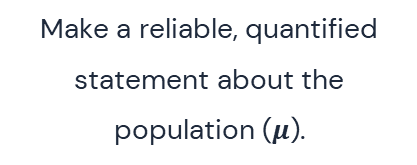 Make a reliable, quantified
statement about the
population (μ).